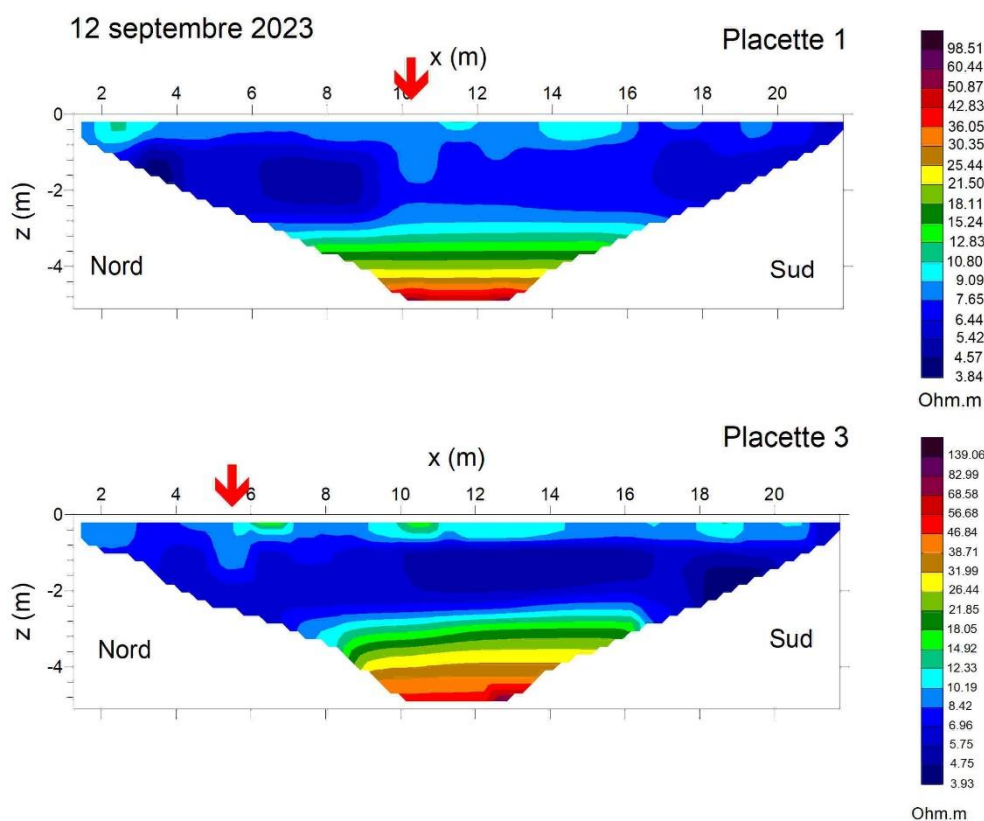 12 septembre 2023
Placette 1
x (m)
2 4 6 8 10 12 14 16 18 20
0
-2
-4
z (m)
Nord
Sud
98.51
60.44
50.87
42.83
36.05
30.35
25.44
21.50
18.11
15.24
12.83
10.80
9.09
7.65
6.44
5.42
4.57
3.84
Ohm.m
Placette 3
x (m)
2 4 6 8 10 12 14 16 18 20
0
-2
-4
z (m)
Nord
Sud
139.06
82.99
68.58
56.68
46.84
38.71
31.99
26.44
21.85
18.05
14.92
12.33
10.19
8.42
6.96
5.75
4.75
3.93
Ohm.m